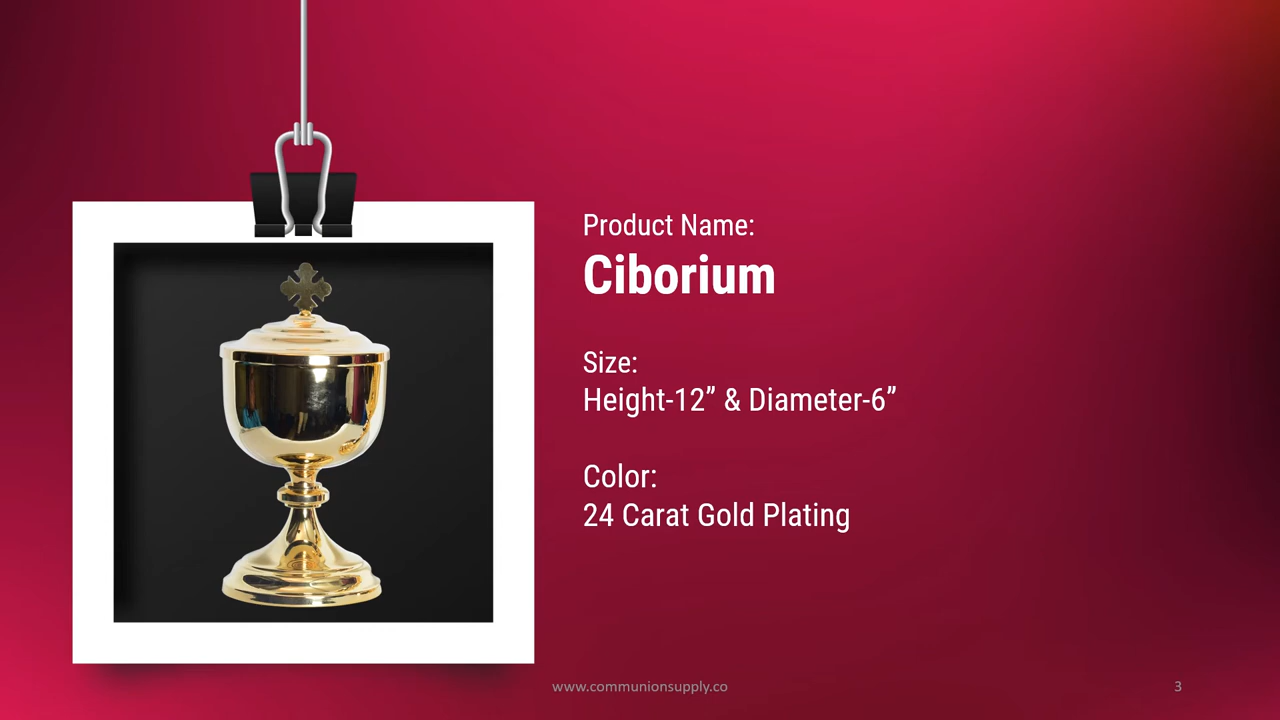 Product Name:
Ciborium
Size:
Height-12” & Diameter-6”
Color:
24 Carat Gold Plating
www.communionsupply.co
3